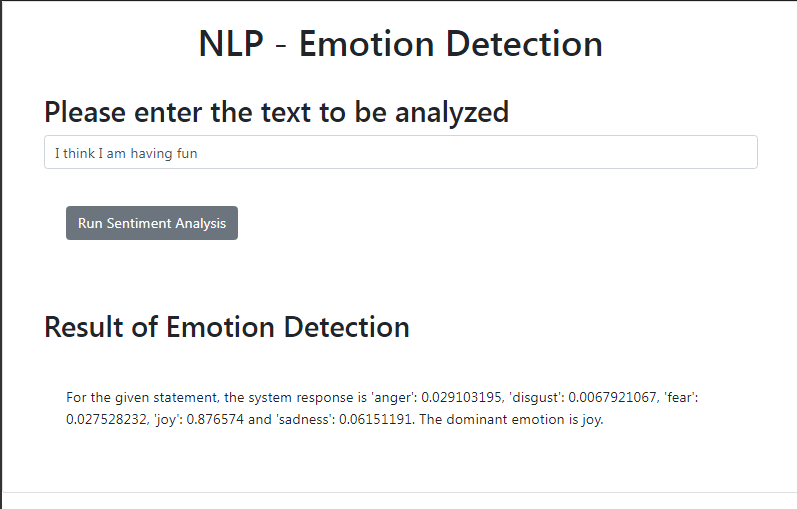 NLP - Emotion Detection
Please enter the text to be analyzed
I think I am having fun
Run Sentiment Analysis
Result of Emotion Detection
For the given statement, the system response is 'anger': 0.029103195, 'disgust': 0.0067921067, 'fear':
0.027528232, 'joy': 0.876574 and 'sadness': 0.06151191. The dominant emotion is joy.